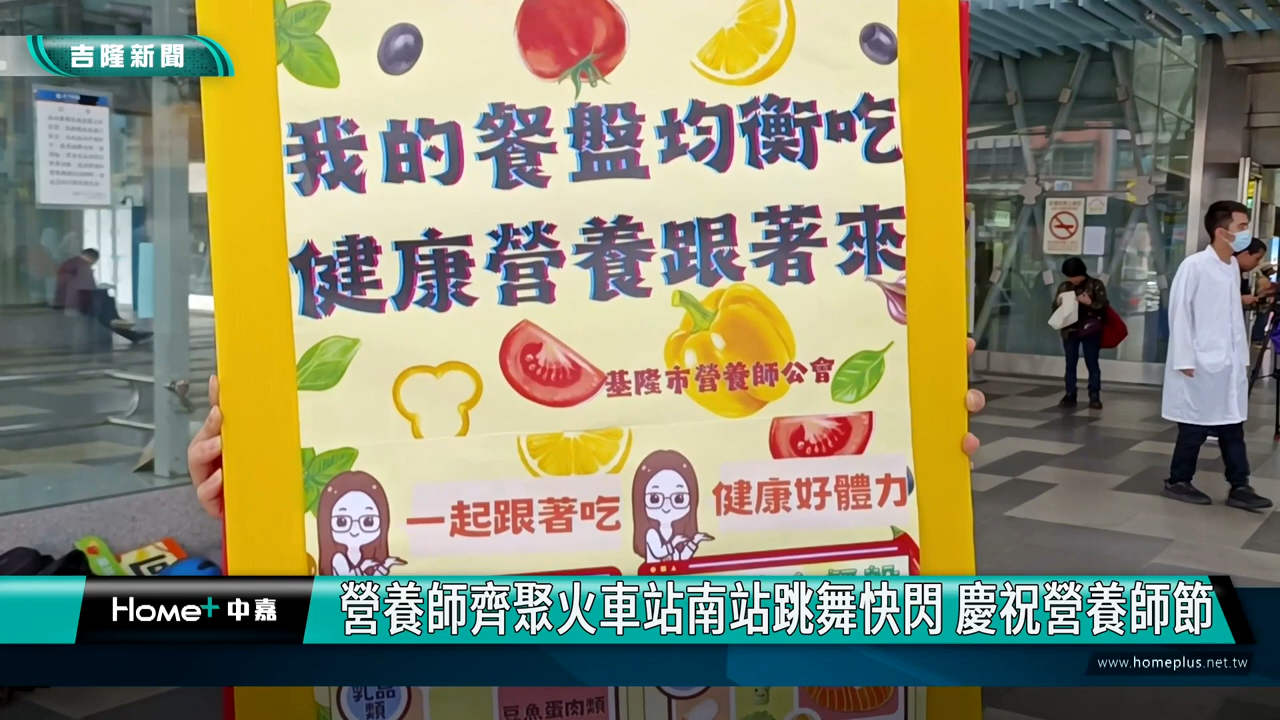 吉隆新聞
我的餐盤均衡吃
健康營養跟著來
基隆市營養師公會
一起跟著吃
健康好體力
Home+ 中嘉
營養師齊聚火車站南站跳舞快閃 慶祝營養師節
www.homeplus.net.tw
乳品類
豆魚蛋肉類